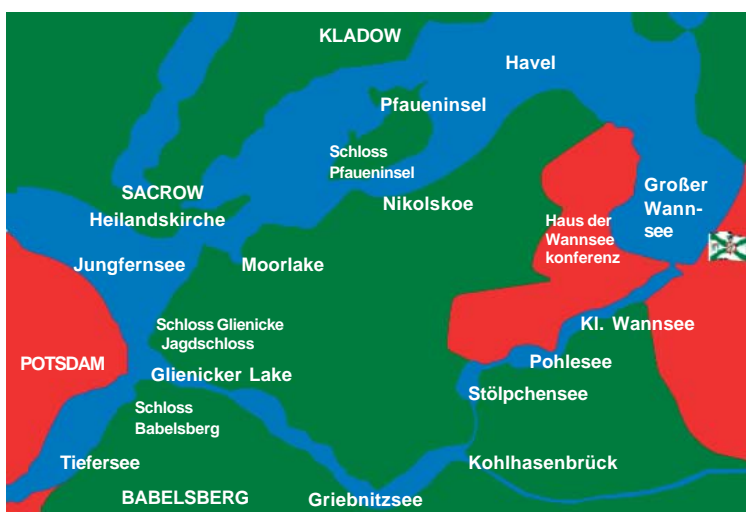 KLADOW
Havel
Pfaueninsel
Schloss
Pfaueninsel
SACROW
Heilandskirche
Nikolskoe
Großer
Wann-
see
Haus der
Wannsee
konferenz
Jungfernsee
Moorlake
Schloss Glienicke
Jagdschloss
Kl. Wannsee
POTSDAM
Glienicker Lake
Pohlesee
Stölpchensee
Schloss
Babelsberg
Tiefersee
Kohlhasenbrück
BABELSBERG
Griebnitzsee